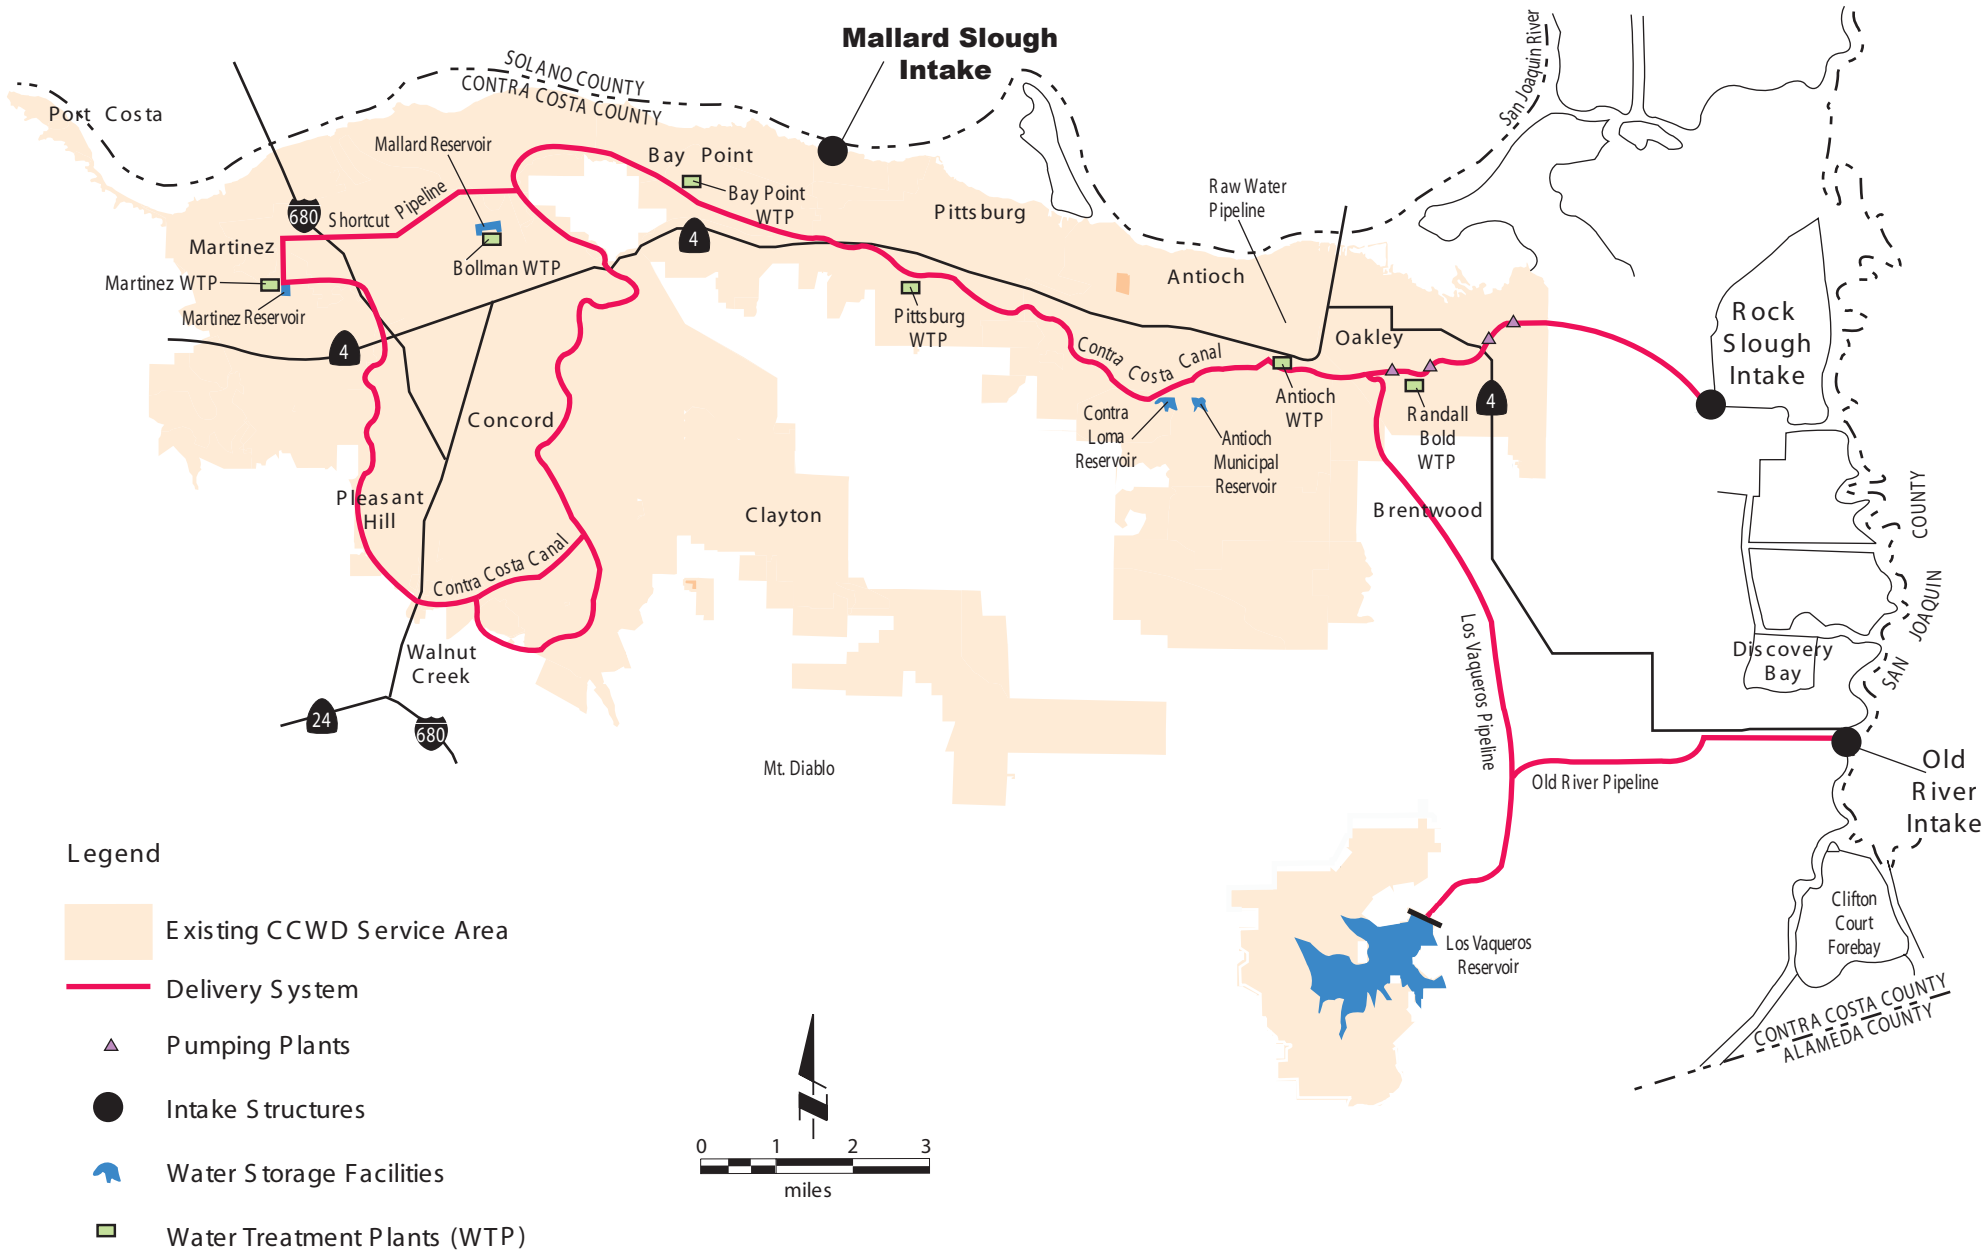 Mallard Slough
Intake
SOLANO COUNTY
CONTRA COSTA COUNTY
San Joaquin River
Port Costa
Mallard Reservoir
Bay Point
Bay Point
WTP
Shortcut Pipeline
680
Martinez
Martinez WTP
Martinez Reservoir
Bollman WTP
4
4
Pittsburg
Pittsburg
WTP
Raw Water
Pipeline
Antioch
Oakley
Contra Costa Canal
Contra
Loma
Reservoir
Antioch
Municipal
Reservoir
Antioch
WTP
Randall
Bold
WTP
4
Rock
Slough
Intake
Concord
Pleasant
Hill
Contra Costa Canal
Clayton
Brentwood
Walnut
Creek
24
680
Mt. Diablo
Los Vaqueros Pipeline
Old River Pipeline
Discovery
Bay
SAN JOAQUIN COUNTY
Old
River
Intake
Clifton
Court
Forebay
CONTRA COSTA COUNTY
ALAMEDA COUNTY
Los Vaqueros
Reservoir
Legend
Existing CCWD Service Area
Delivery System
Pumping Plants
Intake Structures
Water Storage Facilities
Water Treatment Plants (WTP)
0 1 2 3
miles